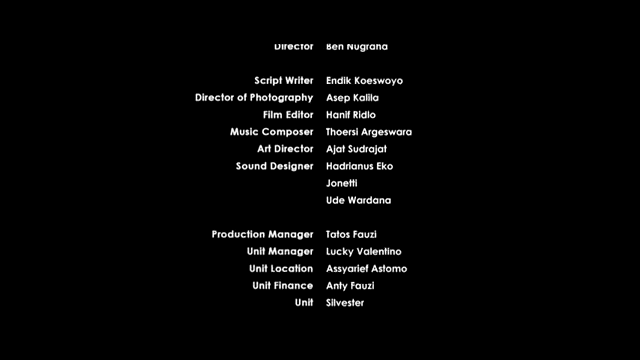 Director Ben Nugraha
Script Writer Endik Koeswoyo
Director of Photography Asep Kalila
Film Editor Hanif Ridlo
Music Composer Thoersi Argeswara
Art Director Ajat Sudrajat
Sound Designer Hadrianus Eko
Jonetti
Ude Wardana
Production Manager Tatos Fauzi
Unit Manager Lucky Valentino
Unit Location Assyarief Astomo
Unit Finance Anty Fauzi
Unit Silvester